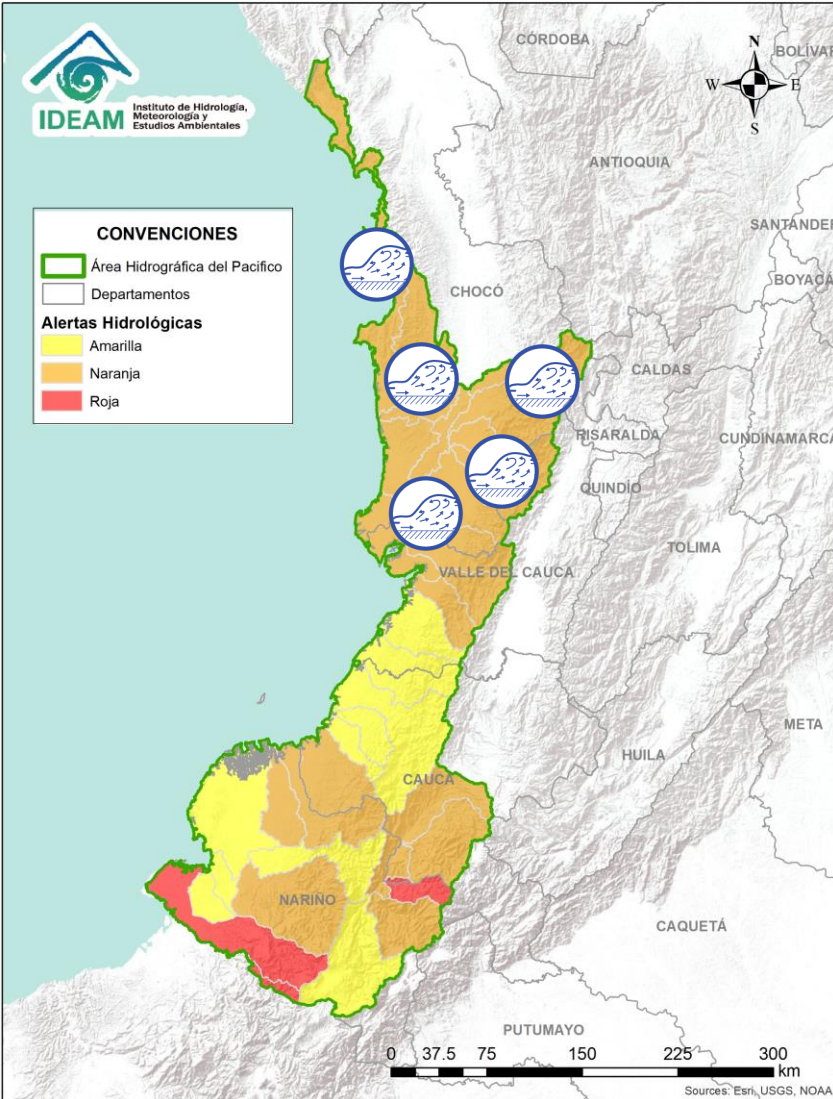 IDEAM
Instituto de Hidrología,
Meteorología y
Estudios Ambientales
N
W
E
S
CÓRDOBA
BOLÍVAR
ANTIOQUIA
SANTANDER
BOYACÁ
CHOCÓ
CONVENCIONES
Área Hidrográfica del Pacifico
Departamentos
Alertas Hidrológicas
Amarilla
Naranja
Roja
CALDAS
RISARALDA
CUNDINAMARCA
QUINDÍO
TOLIMA
VALLE DEL CAUCA
META
HUILA
CAUCA
NARIÑO
CAQUETÁ
PUTUMAYO
0 37.5 75 150 225 300
km
Sources: Esri, USGS, NOAA